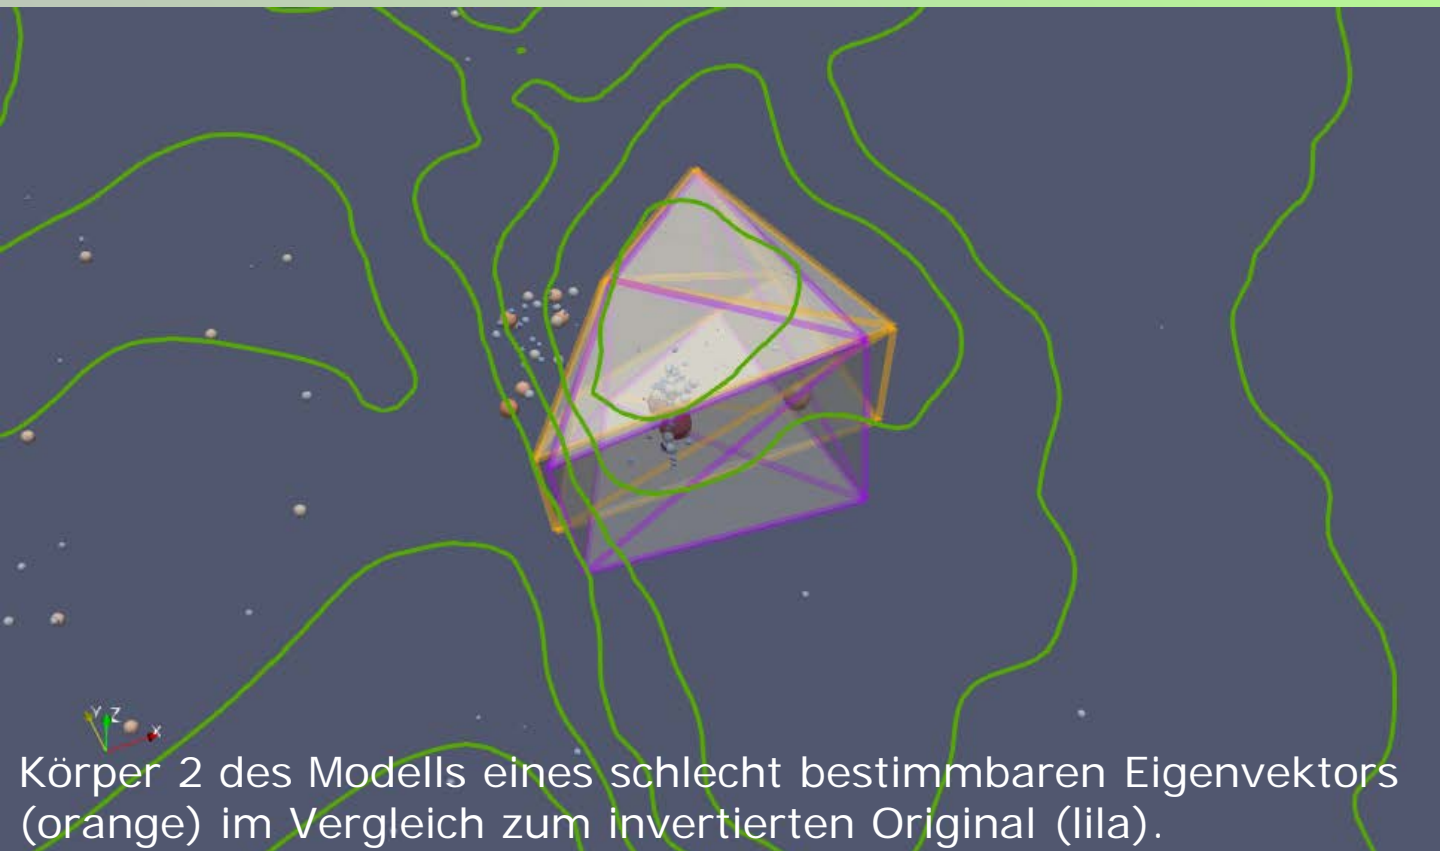 Y Z X
Körper 2 des Modells eines schlecht bestimmbaren Eigenvektors
(orange) im Vergleich zum invertierten Original (lila).